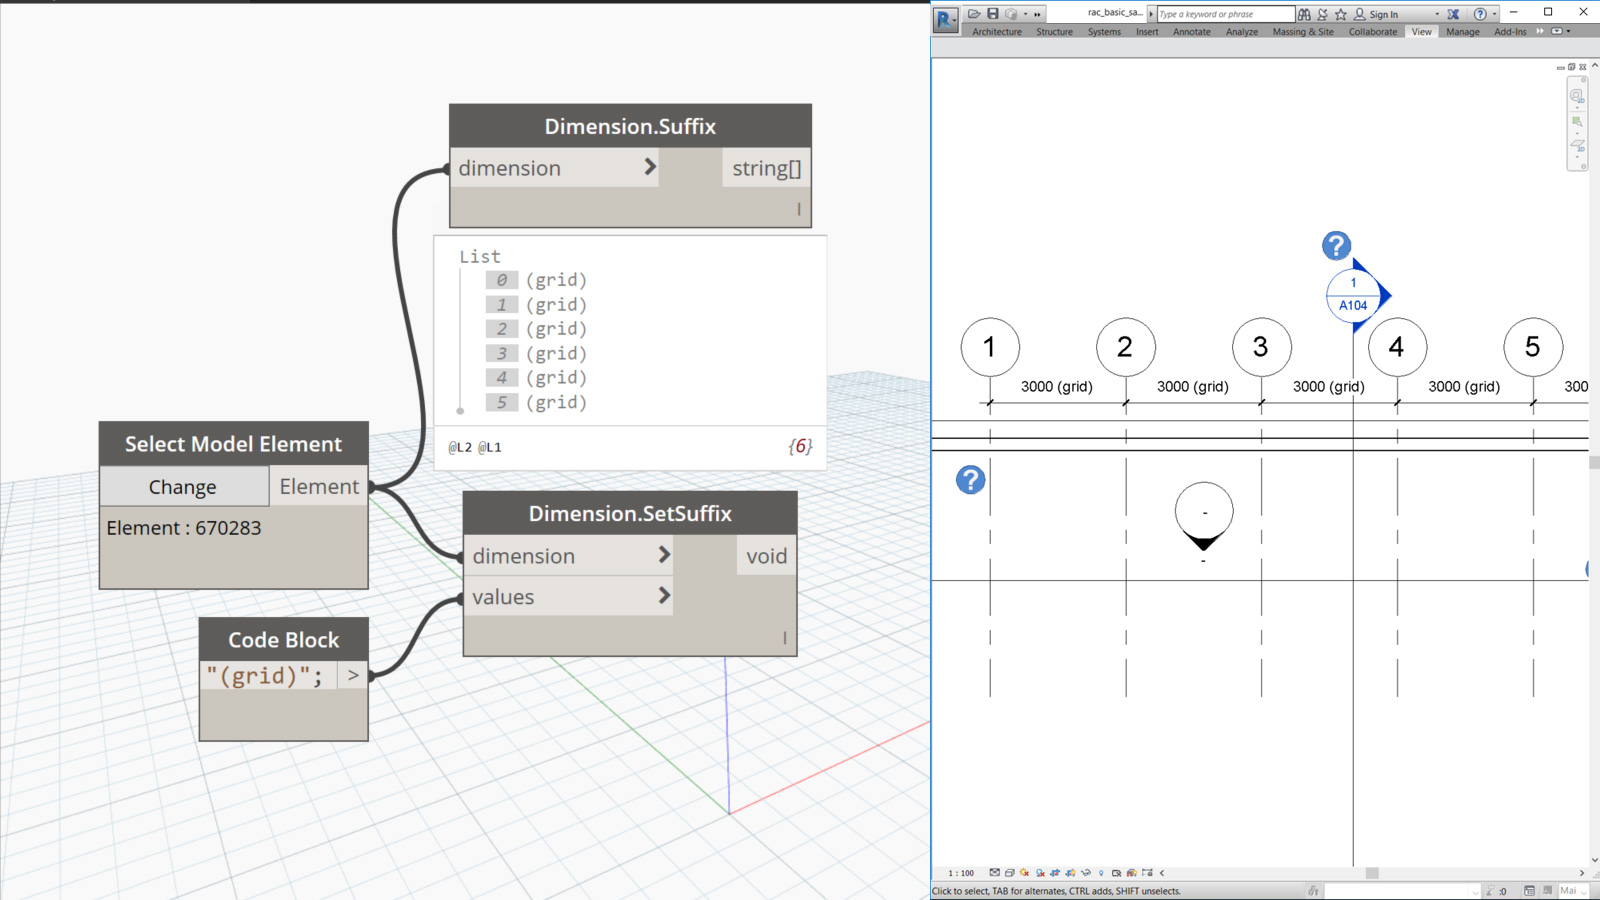 Dimension.Suffix
dimension
string[]
List
0 (grid)
1 (grid)
2 (grid)
3 (grid)
4 (grid)
5 (grid)
@L2 @L1
{6}
Select Model Element
Change
Element
Element : 670283
Dimension.SetSuffix
dimension
void
values
Code Block
"(grid)";
>
rac_basic_sa...
Type a keyword or phrase
Sign In
Architecture Structure Systems Insert Annotate Analyze Massing & Site Collaborate View Manage Add-Ins
?
1
A104
1 2 3 4 5
3000 (grid) 3000 (grid) 3000 (grid) 3000 (grid) 300
?
-
-
1 : 100
Click to select, TAB for alternates, CTRL adds, SHIFT unselects.
:0
Mai